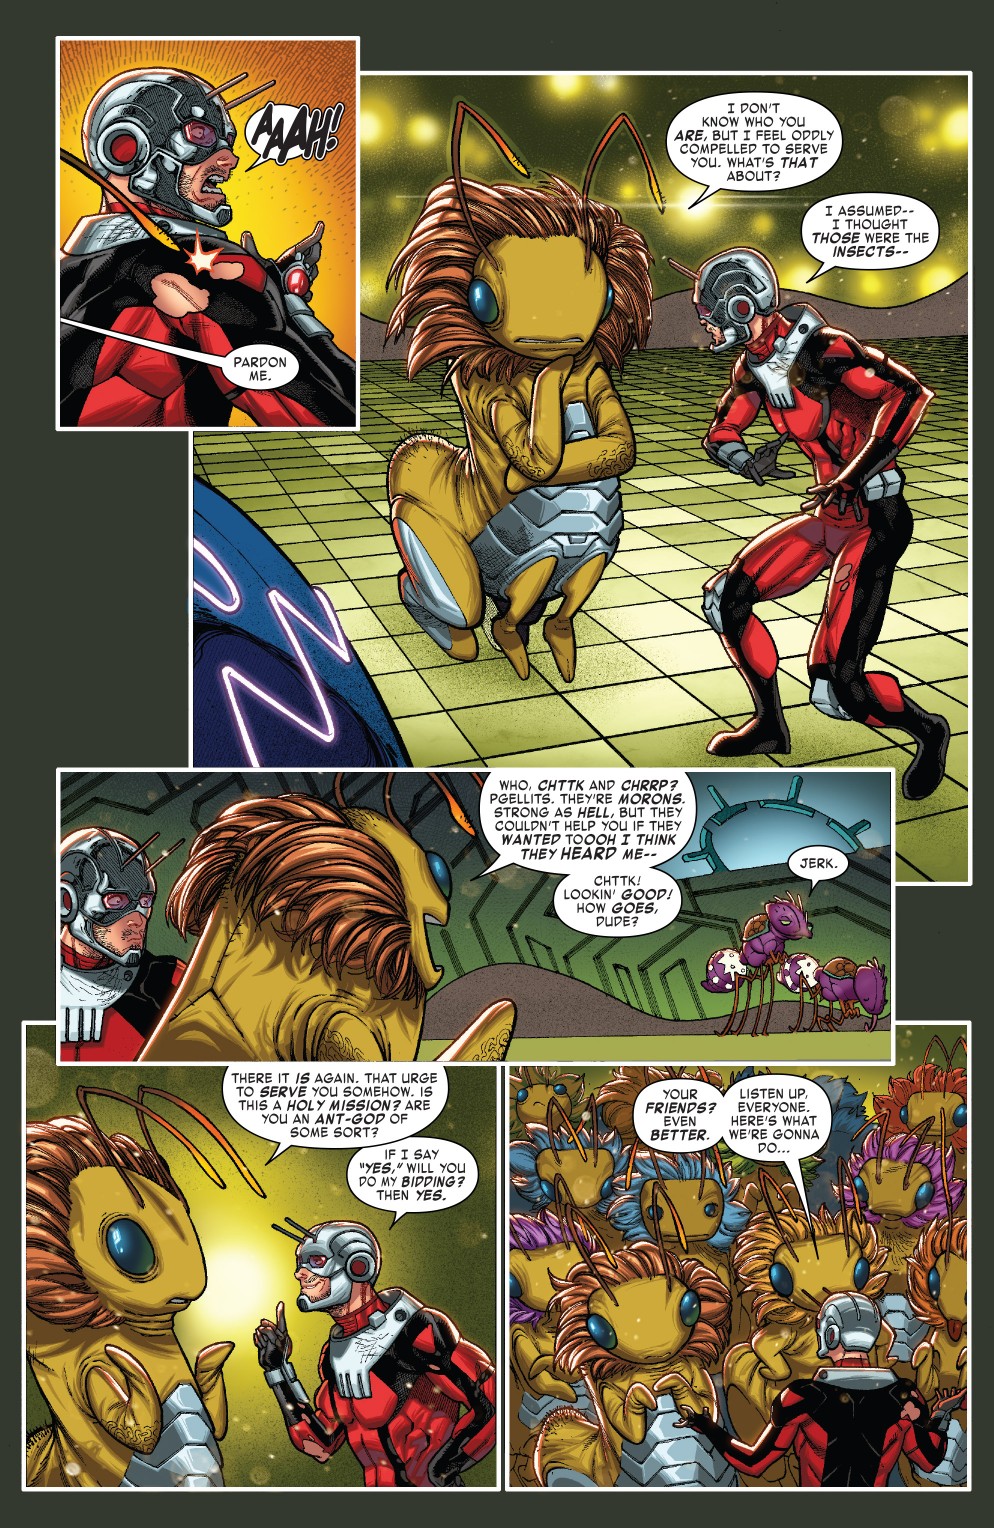 AAAH!
PARDON
ME.
I DON'T
KNOW WHO YOU
ARE, BUT I FEEL ODDLY
COMPELLED TO SERVE
YOU. WHAT'S THAT
ABOUT?
I ASSUMED--
I THOUGHT
THOSE WERE THE
INSECTS--
WHO, CHTTK AND CHRRP?
PGELLITS. THEY'RE MORONS.
STRONG AS HELL, BUT THEY
COULDN'T HELP YOU IF THEY
WANTED TOOOH I THINK
THEY HEARD ME--
CHTTK!
LOOKIN' GOOD!
HOW GOES,
DUDE?
JERK.
THERE IT IS AGAIN. THAT URGE
TO SERVE YOU SOMEHOW. IS
THIS A HOLY MISSION? ARE
YOU AN ANT-GOD OF
SOME SORT?
IF I SAY
"YES," WILL YOU
DO MY BIDDING?
THEN YES.
YOUR
FRIENDS?
EVEN
BETTER.
LISTEN UP,
EVERYONE.
HERE'S WHAT
WE'RE GONNA
DO...